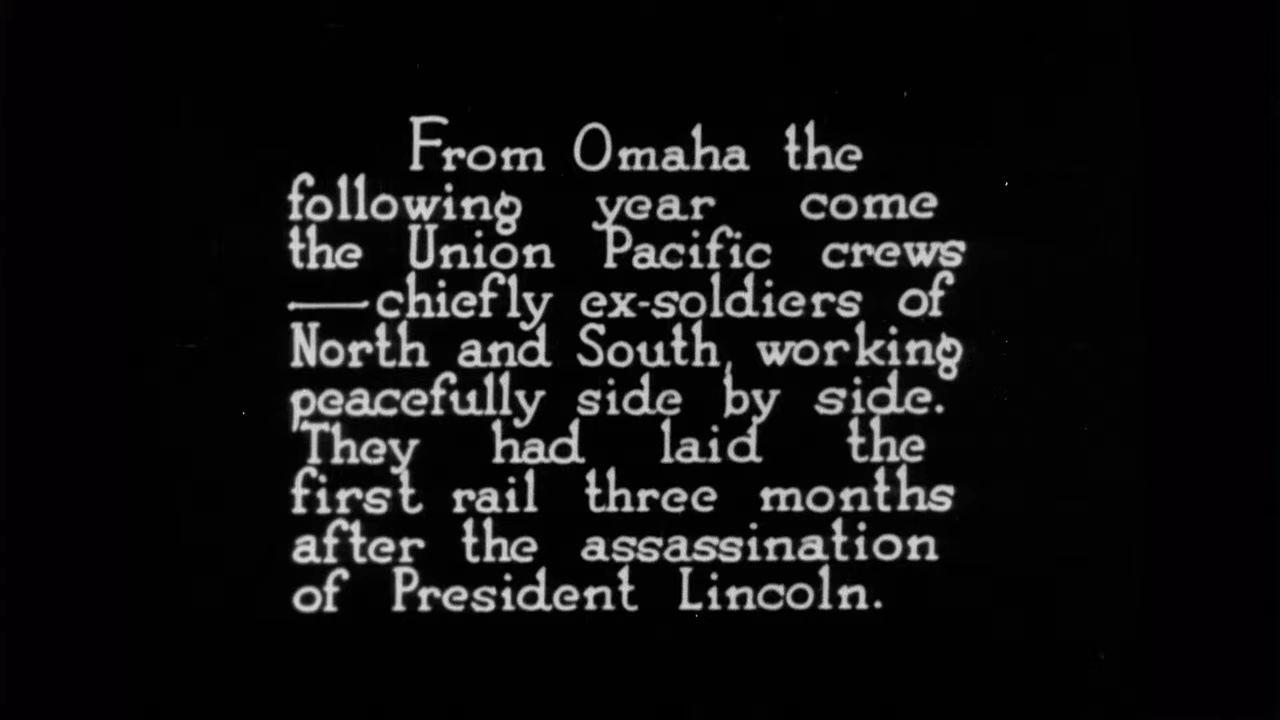 From Omaha the
following year come
the Union Pacific crews
—chiefly ex-soldiers of
North and South, working
peacefully side by side.
They had laid the
first rail three months
after the assassination
of President Lincoln.